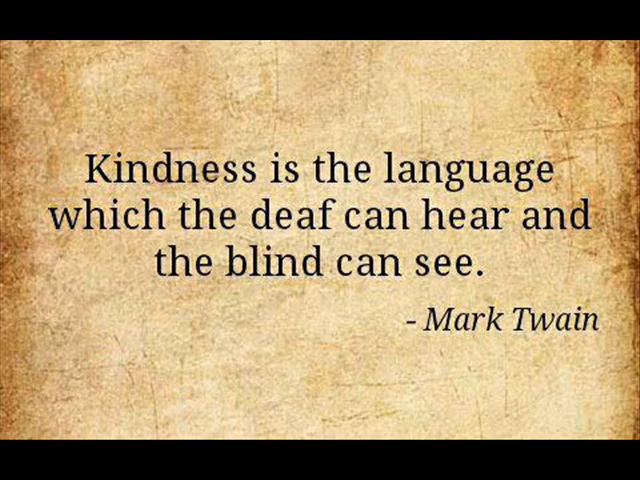 Kindness is the language
which the deaf can hear and
the blind can see.
- Mark Twain